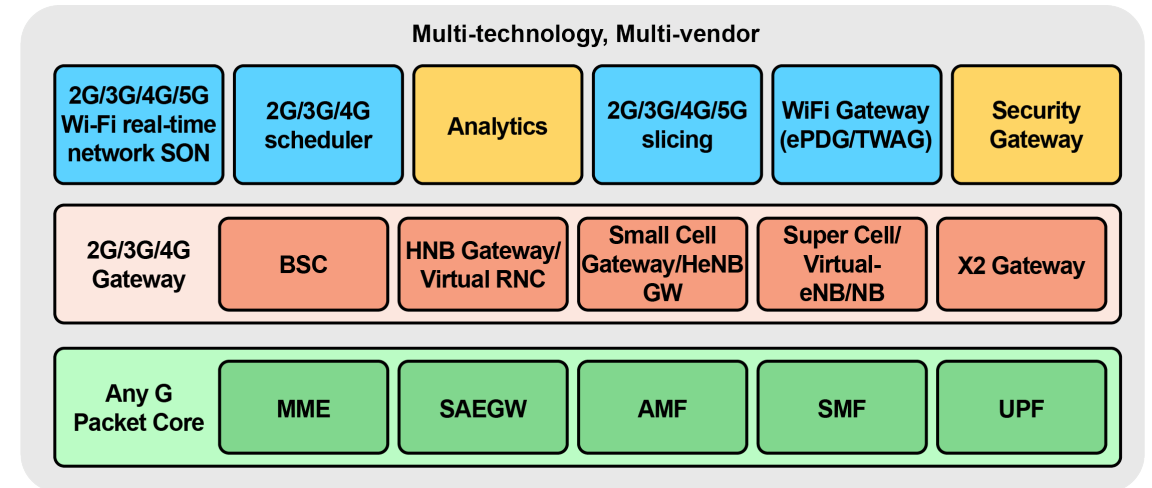 Multi-technology, Multi-vendor
2G/3G/4G/5G
Wi-Fi real-time
network SON
2G/3G/4G
scheduler
Analytics
2G/3G/4G/5G
slicing
WiFi Gateway
(ePDG/TWAG)
Security
Gateway
2G/3G/4G
Gateway
BSC
HNB Gateway/
Virtual RNC
Small Cell
Gateway/HeNB
GW
Super Cell/
Virtual-
eNB/NB
X2 Gateway
Any G
Packet Core
MME
SAEGW
AMF
SMF
UPF